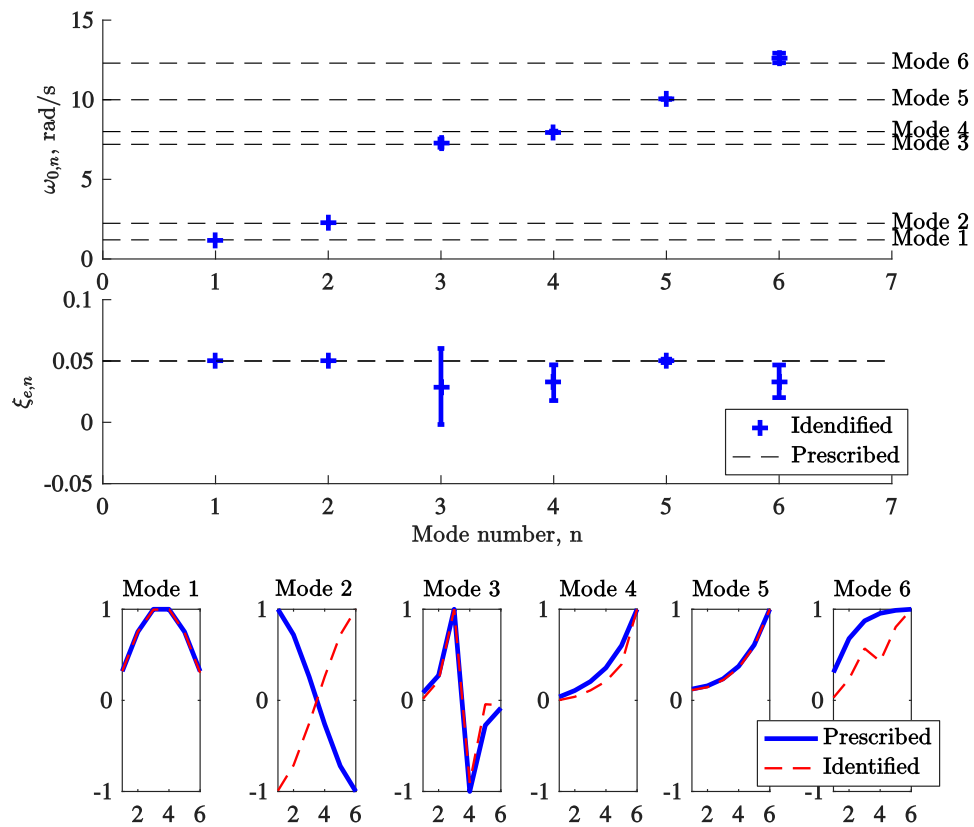 15
10
5
0
ω0,n, rad/s
Mode 6
Mode 5
Mode 4
Mode 3
Mode 2
Mode 1
0 1 2 3 4 5 6 7
0.1
0.05
0
-0.05
ξe,n
Idendified
Prescribed
0 1 2 3 4 5 6 7
Mode number, n
Mode 1 Mode 2 Mode 3 Mode 4 Mode 5 Mode 6
1 1 1 1 1 1
0 0 0 0 0 0
Prescribed
Identified
-1 -1 -1 -1 -1 -1
2 4 6 2 4 6 2 4 6 2 4 6 2 4 6 2 4 6